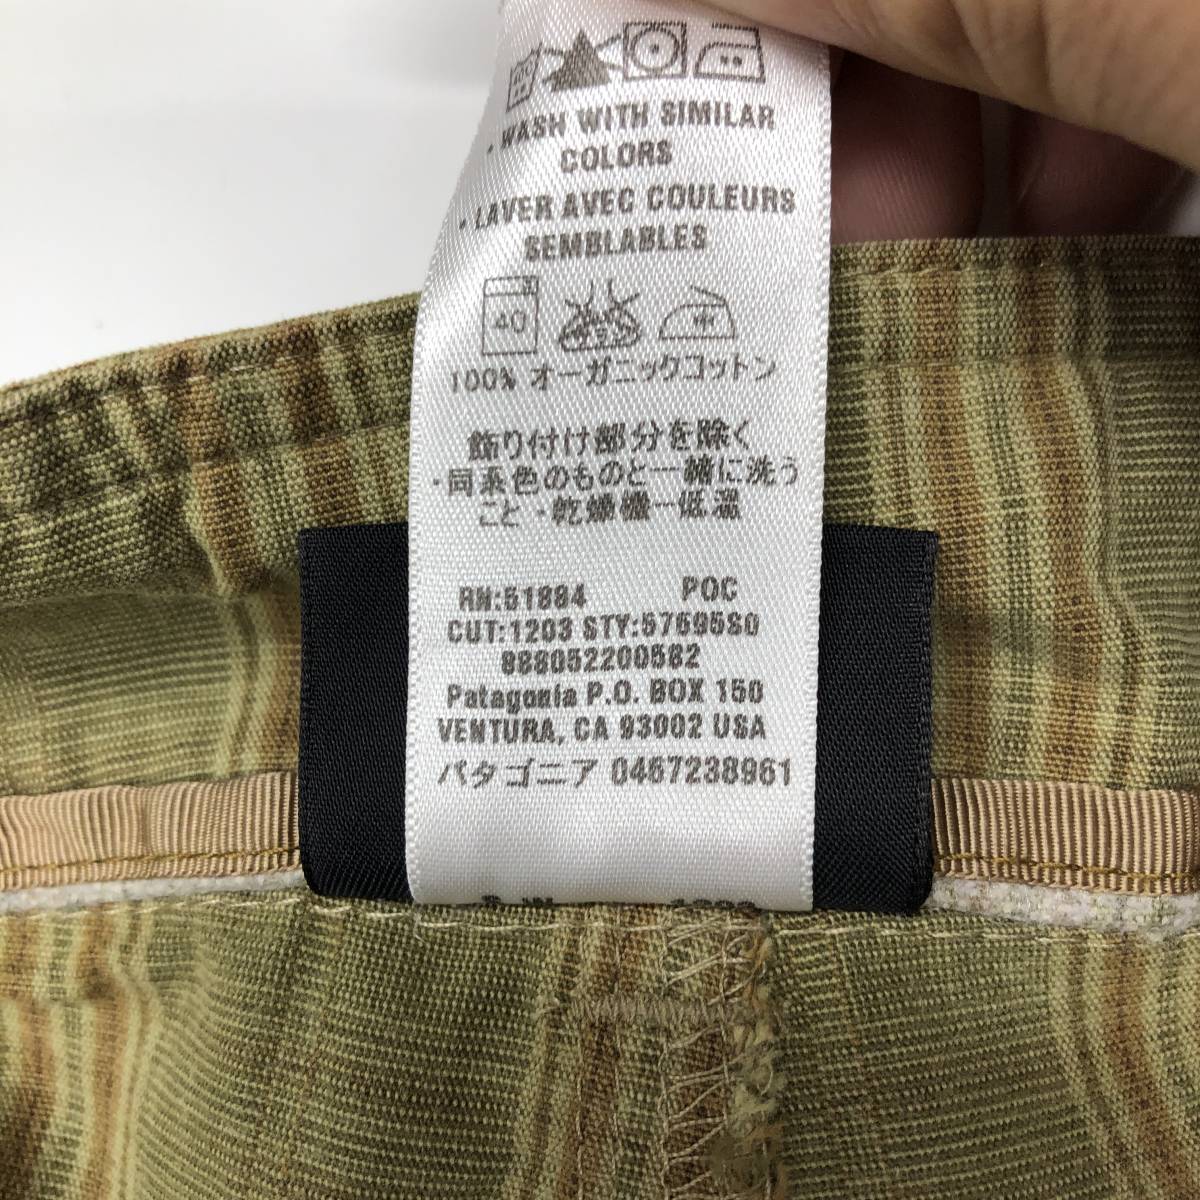 · WASH WITH SIMILAR
COLORS
· LAVER AVEC COULEURS
SEMBLABLES
40
100% オーガニックコットン
飾り付け部分を除く
·同系色のものと一緒に洗う
こと·乾燥機ー低温
RN:51884 POC
CUT:1203 STY:57695S0
888052200582
Patagonia P.O. BOX 150
VENTURA, CA 93002 USA
パタゴニア 0467238961